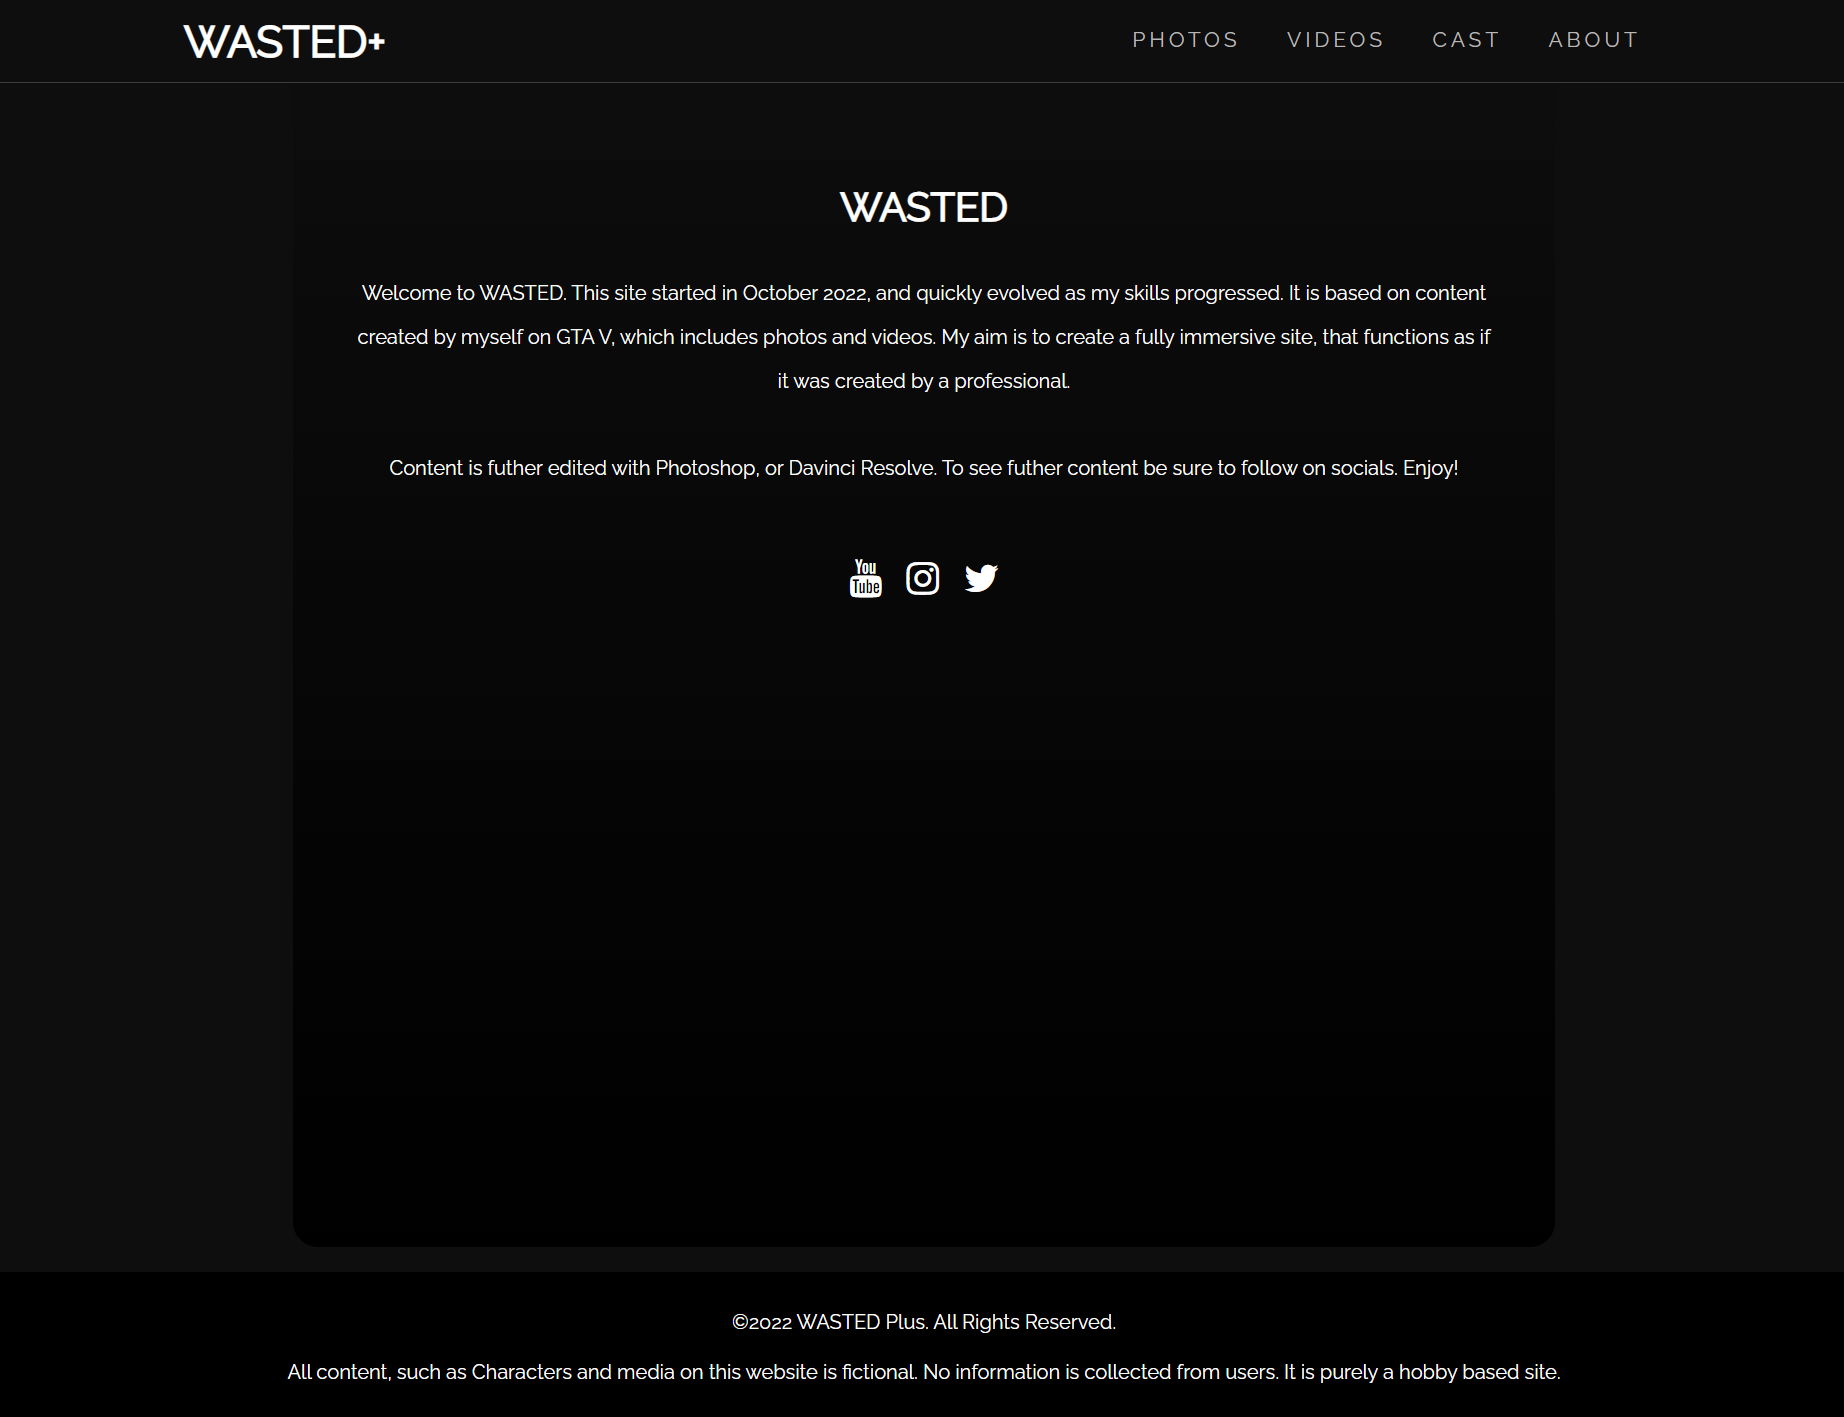 WASTED+
PHOTOS VIDEOS CAST ABOUT
WASTED
Welcome to WASTED. This site started in October 2022, and quickly evolved as my skills progressed. It is based on content
created by myself on GTA V, which includes photos and videos. My aim is to create a fully immersive site, that functions as if
it was created by a professional.
Content is futher edited with Photoshop, or Davinci Resolve. To see futher content be sure to follow on socials. Enjoy!
You
Tube
©2022 WASTED Plus. All Rights Reserved.
All content, such as Characters and media on this website is fictional. No information is collected from users. It is purely a hobby based site.